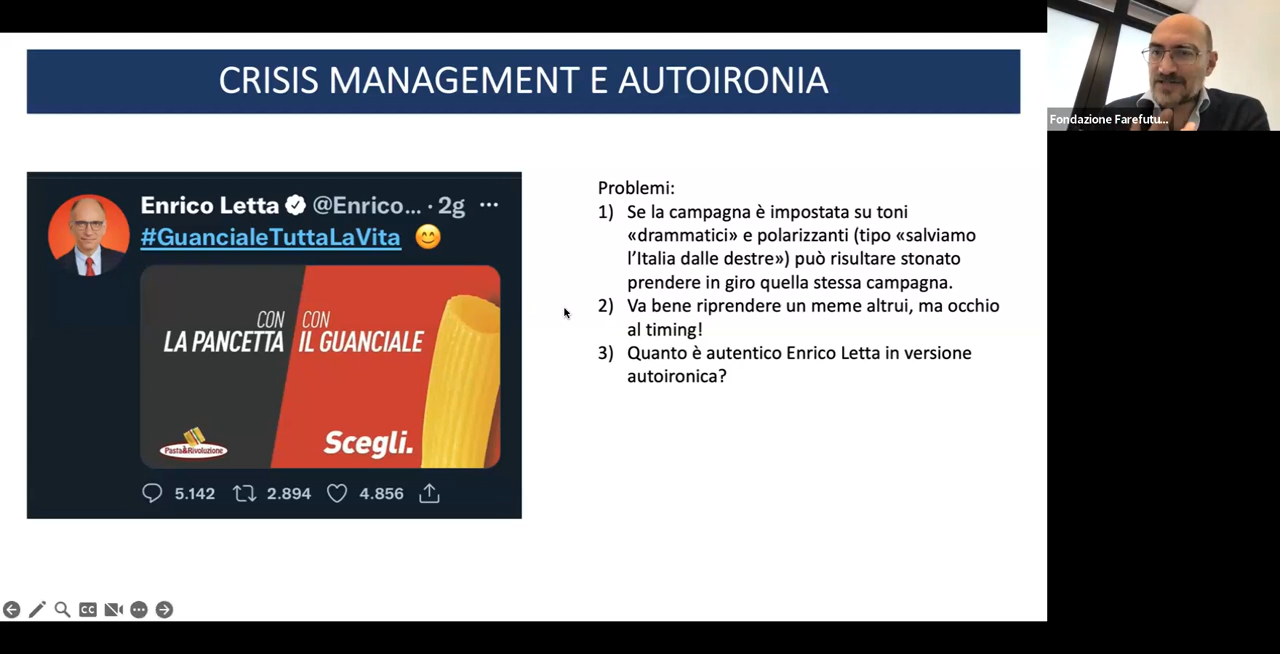 CRISIS MANAGEMENT E AUTOIRONIA
Fondazione Farefutu...
Enrico Letta @Enrico... · 2g ···
#GuancialeTuttaLaVita
CON
LA PANCETTA
CON
IL GUANCIALE
Pasta&Rivoluzione
Scegli.
5.142 2.894 4.856
Problemi:
1) Se la campagna è impostata su toni
«drammatici» e polarizzanti (tipo «salviamo
l'Italia dalle destre») può risultare stonato
prendere in giro quella stessa campagna.
2) Va bene riprendere un meme altrui, ma occhio
al timing!
3) Quanto è autentico Enrico Letta in versione
autoironica?
CC